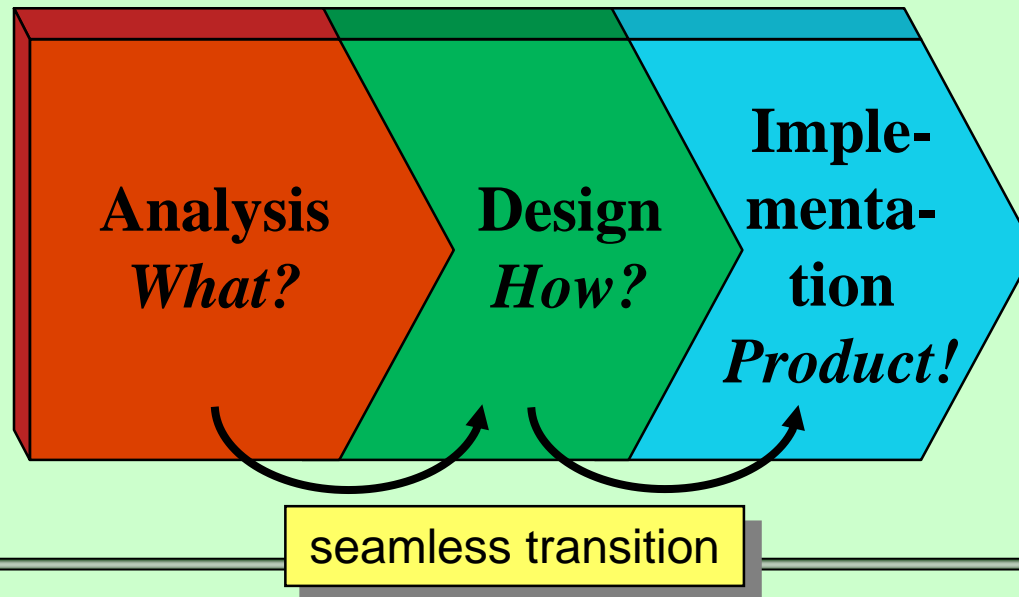 Analysis
What?
Design
How?
Imple-
menta-
tion
Product!
seamless transition